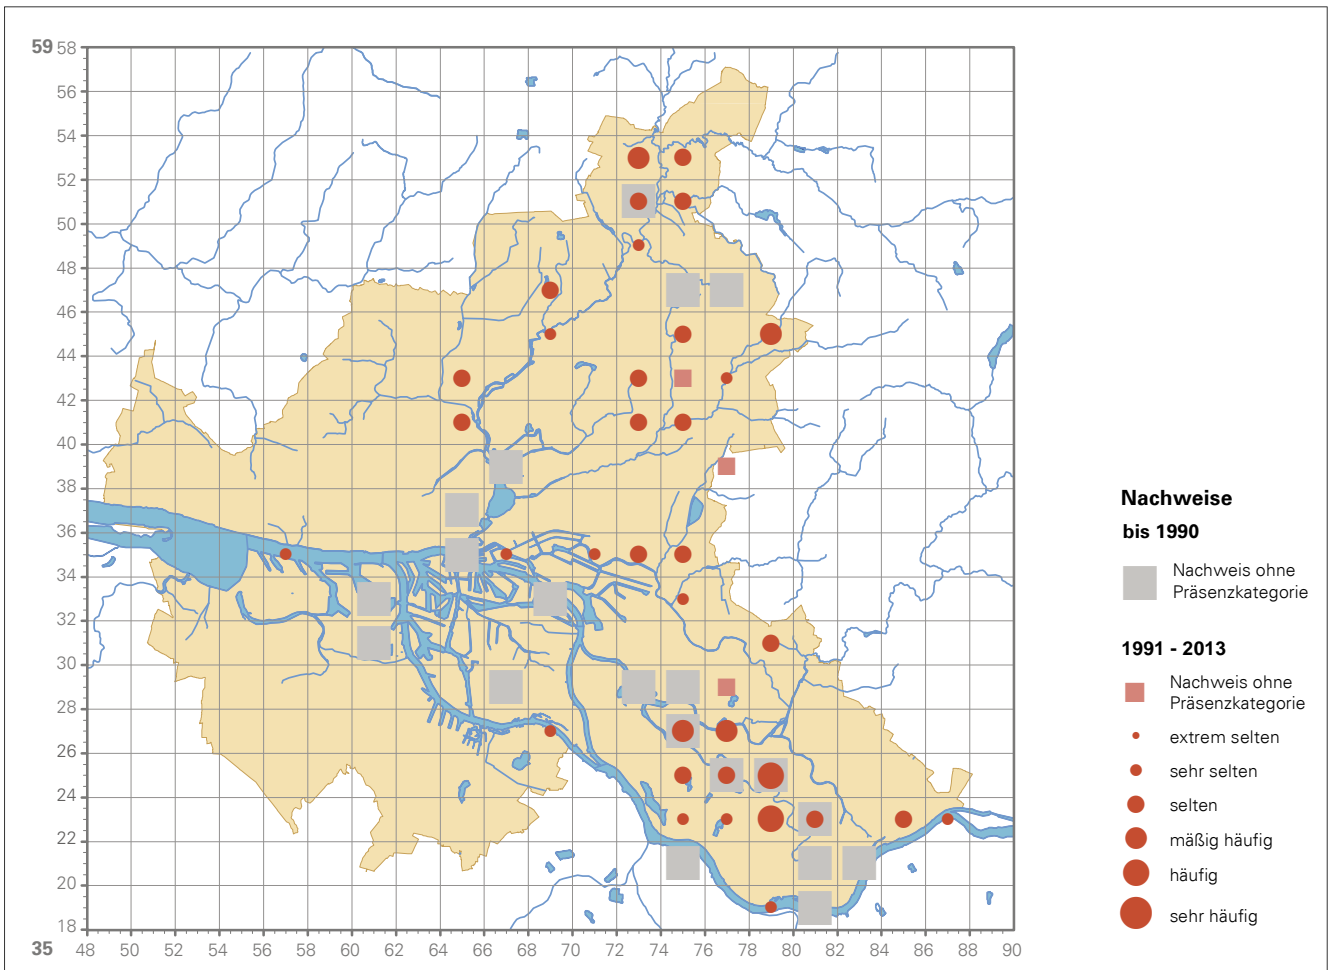 59 58
56
54
52
50
48
46
44
42
40
38
36
34
32
30
28
26
24
22
20
18
35
48 50 52 54 56 58 60 62 64 66 68 70 72 74 76 78 80 82 84 86 88 90
Nachweise
bis 1990
Nachweis ohne
Präsenzkategorie
1991 - 2013
Nachweis ohne
Präsenzkategorie
extrem selten
sehr selten
selten
mäßig häufig
häufig
sehr häufig